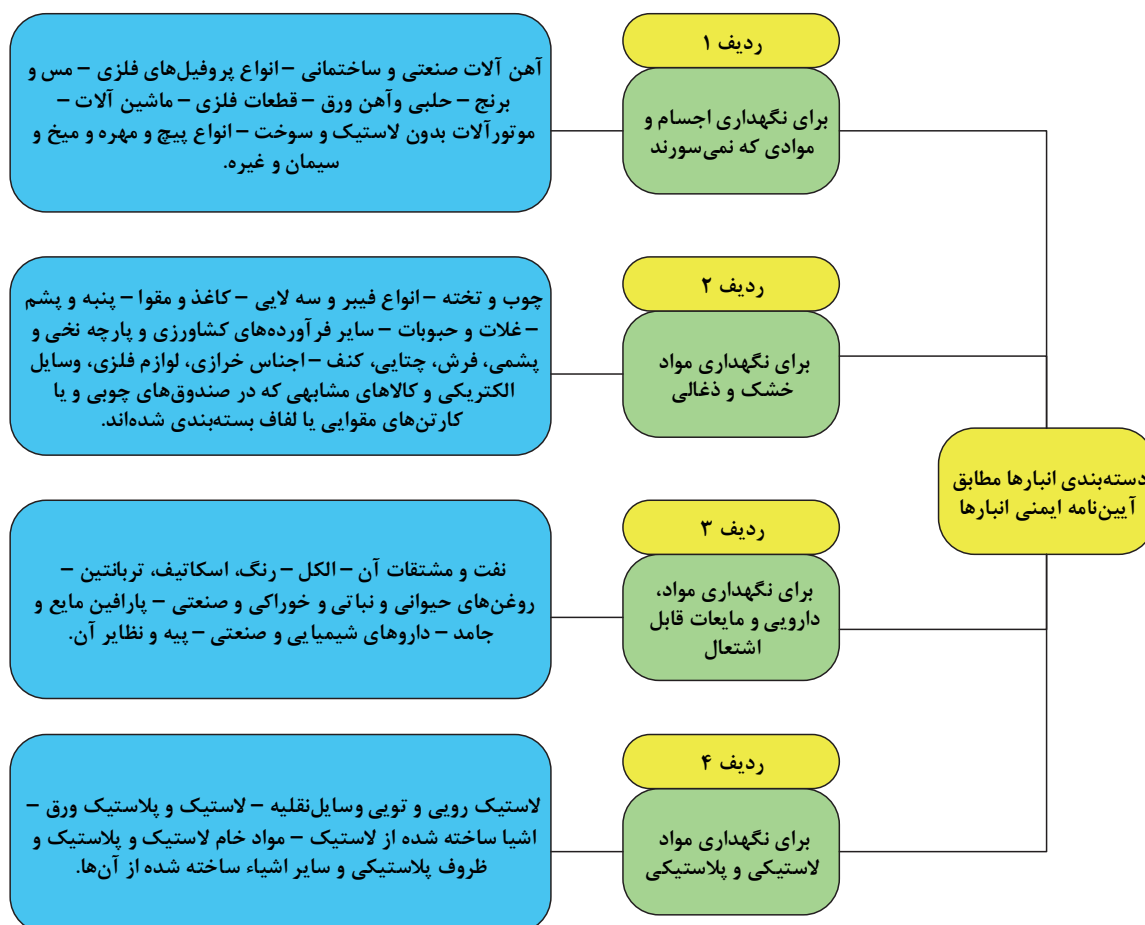 دسته‌بندی انبارها مطابق
آیین‌نامه ایمنی انبارها
ردیف ۱
برای نگهداری اجسام و
موادی که نمی‌سورند
آهن آلات صنعتی و ساختمانی – انواع پروفیل‌های فلزی – مس و
برنج – حلبی وآهن ورق – قطعات فلزی – ماشین آلات –
موتورآلات بدون لاستیک و سوخت – انواع پیچ و مهره و میخ و
سیمان و غیره.
ردیف ۲
برای نگهداری مواد
خشک و ذغالی
چوب و تخته – انواع فیبر و سه لایی – کاغذ و مقوا – پنبه و پشم
– غلات و حبوبات – سایر فرآورده‌های کشاورزی و پارچه نخی و
پشمی، فرش، چتایی، کنف – اجناس خرازی، لوازم فلزی، وسایل
الکتریکی و کالاهای مشابهی که در صندوق‌های چوبی و یا
کارتن‌های مقوایی یا لفاف بسته‌بندی شده‌اند.
ردیف ۳
برای نگهداری مواد،
دارویی و مایعات قابل
اشتعال
نفت و مشتقات آن – الکل – رنگ، اسکاتیف، تربانتین –
روغن‌های حیوانی و نباتی و خوراکی و صنعتی – پارافین مایع و
جامد – داروهای شیمیایی و صنعتی – پیه و نظایر آن.
ردیف ۴
برای نگهداری مواد
لاستیکی و پلاستیکی
لاستیک رویی و تویی وسایل‌نقلیه – لاستیک و پلاستیک ورق –
اشیا ساخته شده از لاستیک – مواد خام لاستیک و پلاستیک و
ظروف پلاستیکی و سایر اشیاء ساخته شده از آن‌ها.